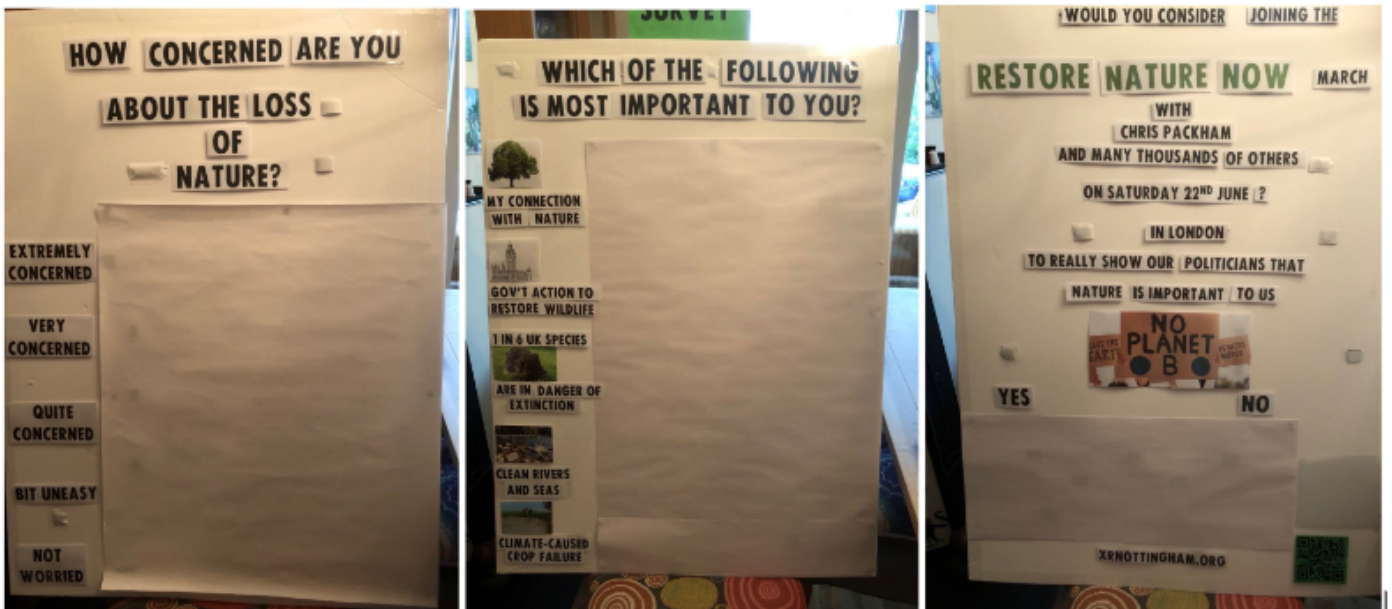 HOW CONCERNED ARE YOU
ABOUT THE LOSS
OF
NATURE?
EXTREMELY
CONCERNED
VERY
CONCERNED
QUITE
CONCERNED
BIT UNEASY
NOT
WORRIED
SURVEY
WHICH OF THE FOLLOWING
IS MOST IMPORTANT TO YOU?
MY CONNECTION
WITH NATURE
GOV'T ACTION TO
RESTORE WILDLIFE
1 IN 6 UK SPECIES
ARE IN DANGER OF
EXTINCTION
CLEAN RIVERS
AND SEAS
CLIMATE-CAUSED
CROP FAILURE
WOULD YOU CONSIDER JOINING THE
RESTORE NATURE NOW MARCH
WITH
CHRIS PACKHAM
AND MANY THOUSANDS OF OTHERS
ON SATURDAY 22ND JUNE ?
IN LONDON
TO REALLY SHOW OUR POLITICIANS THAT
NATURE IS IMPORTANT TO US
NO
PLANET
B
YES
NO
XRNOTTINGHAM.ORG